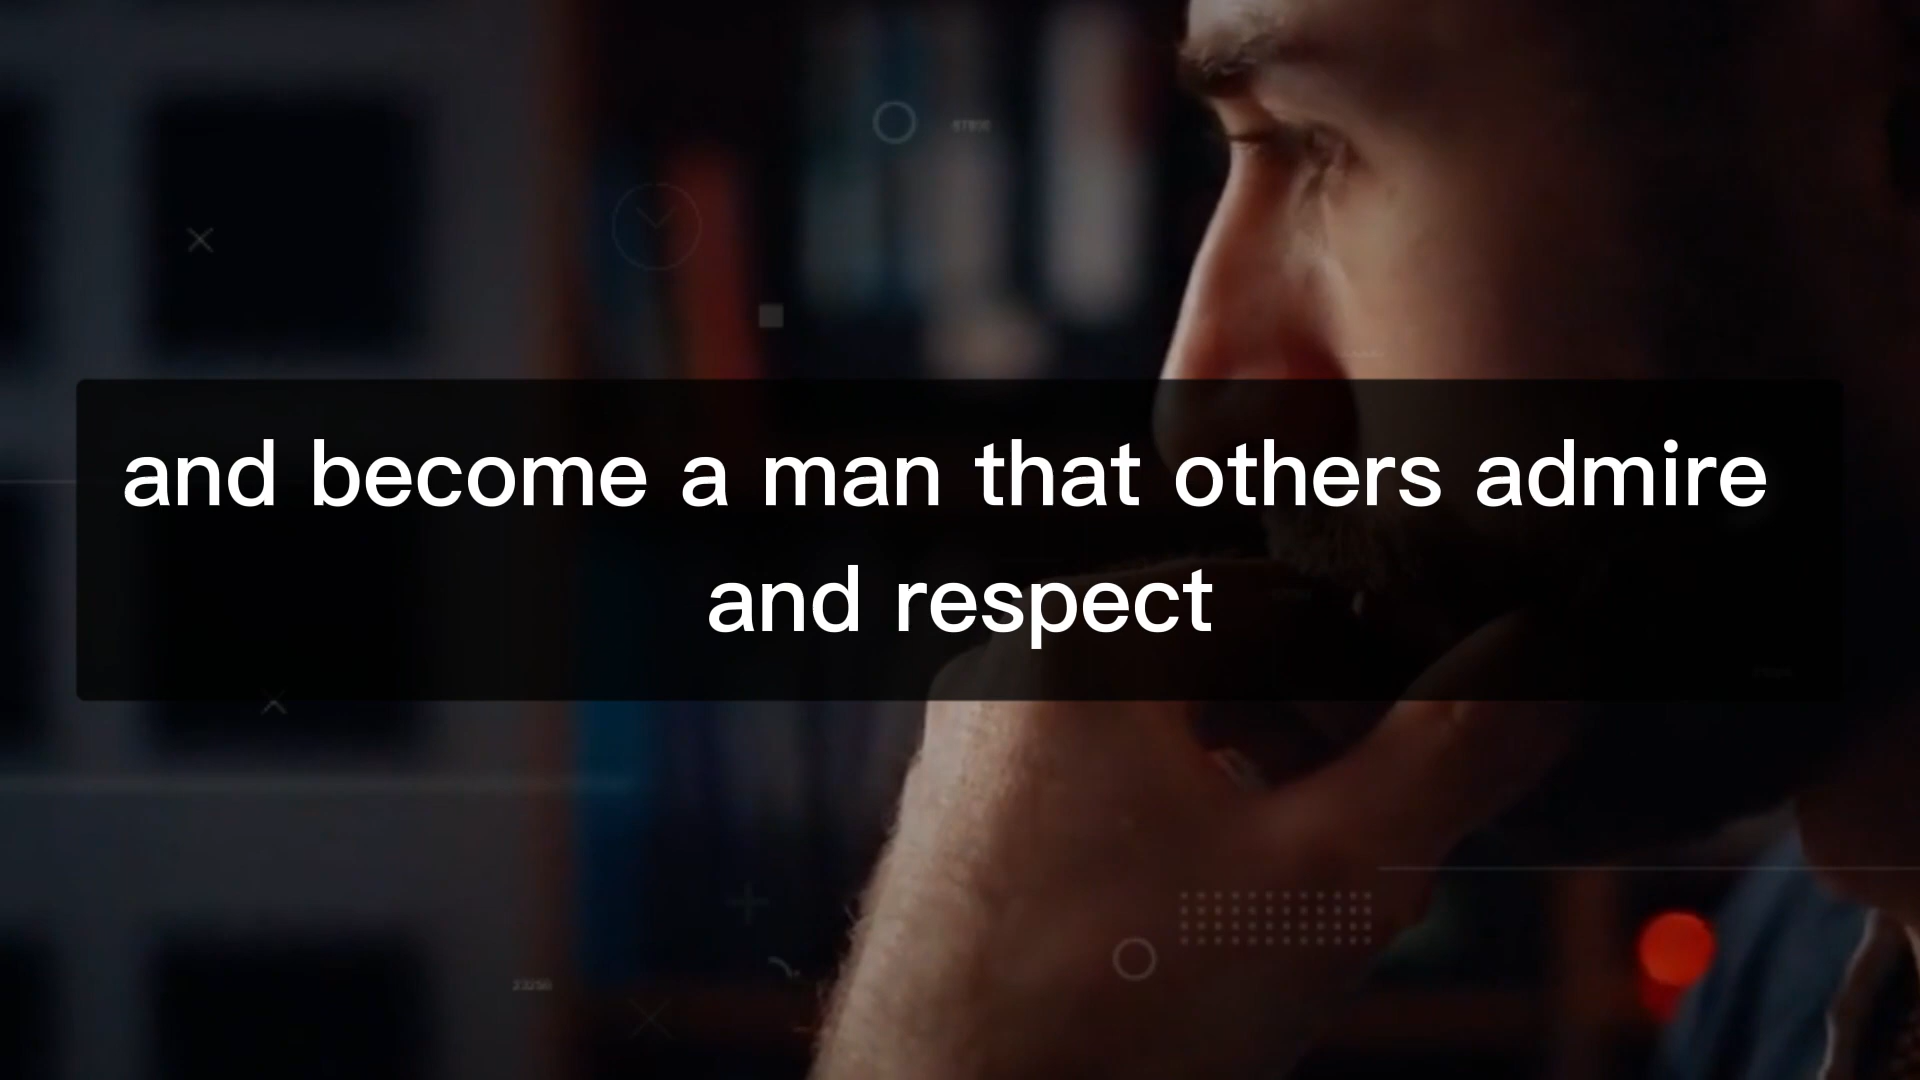 and become a man that others admire
and respect